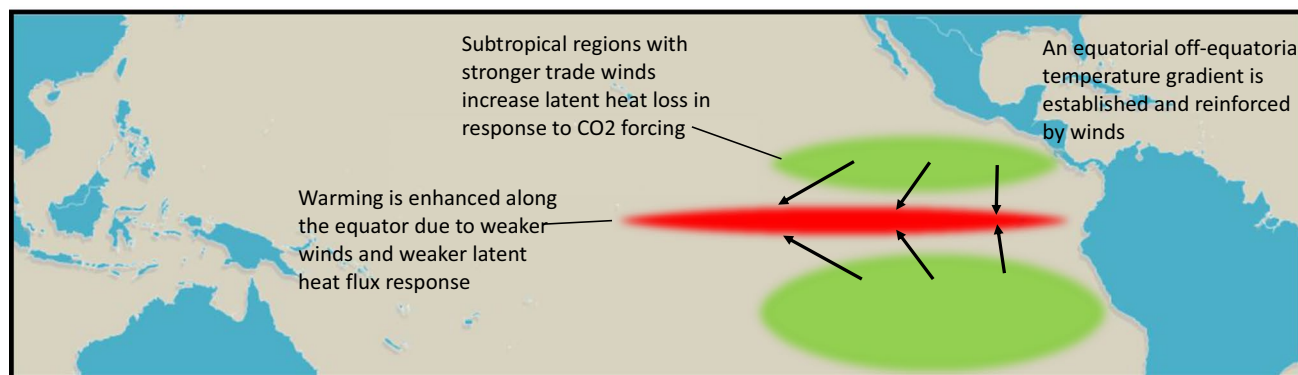 Subtropical regions with
stronger trade winds
increase latent heat loss in
response to CO2 forcing
An equatorial off-equatoria
temperature gradient is
established and reinforced
by winds
Warming is enhanced along
the equator due to weaker
winds and weaker latent
heat flux response